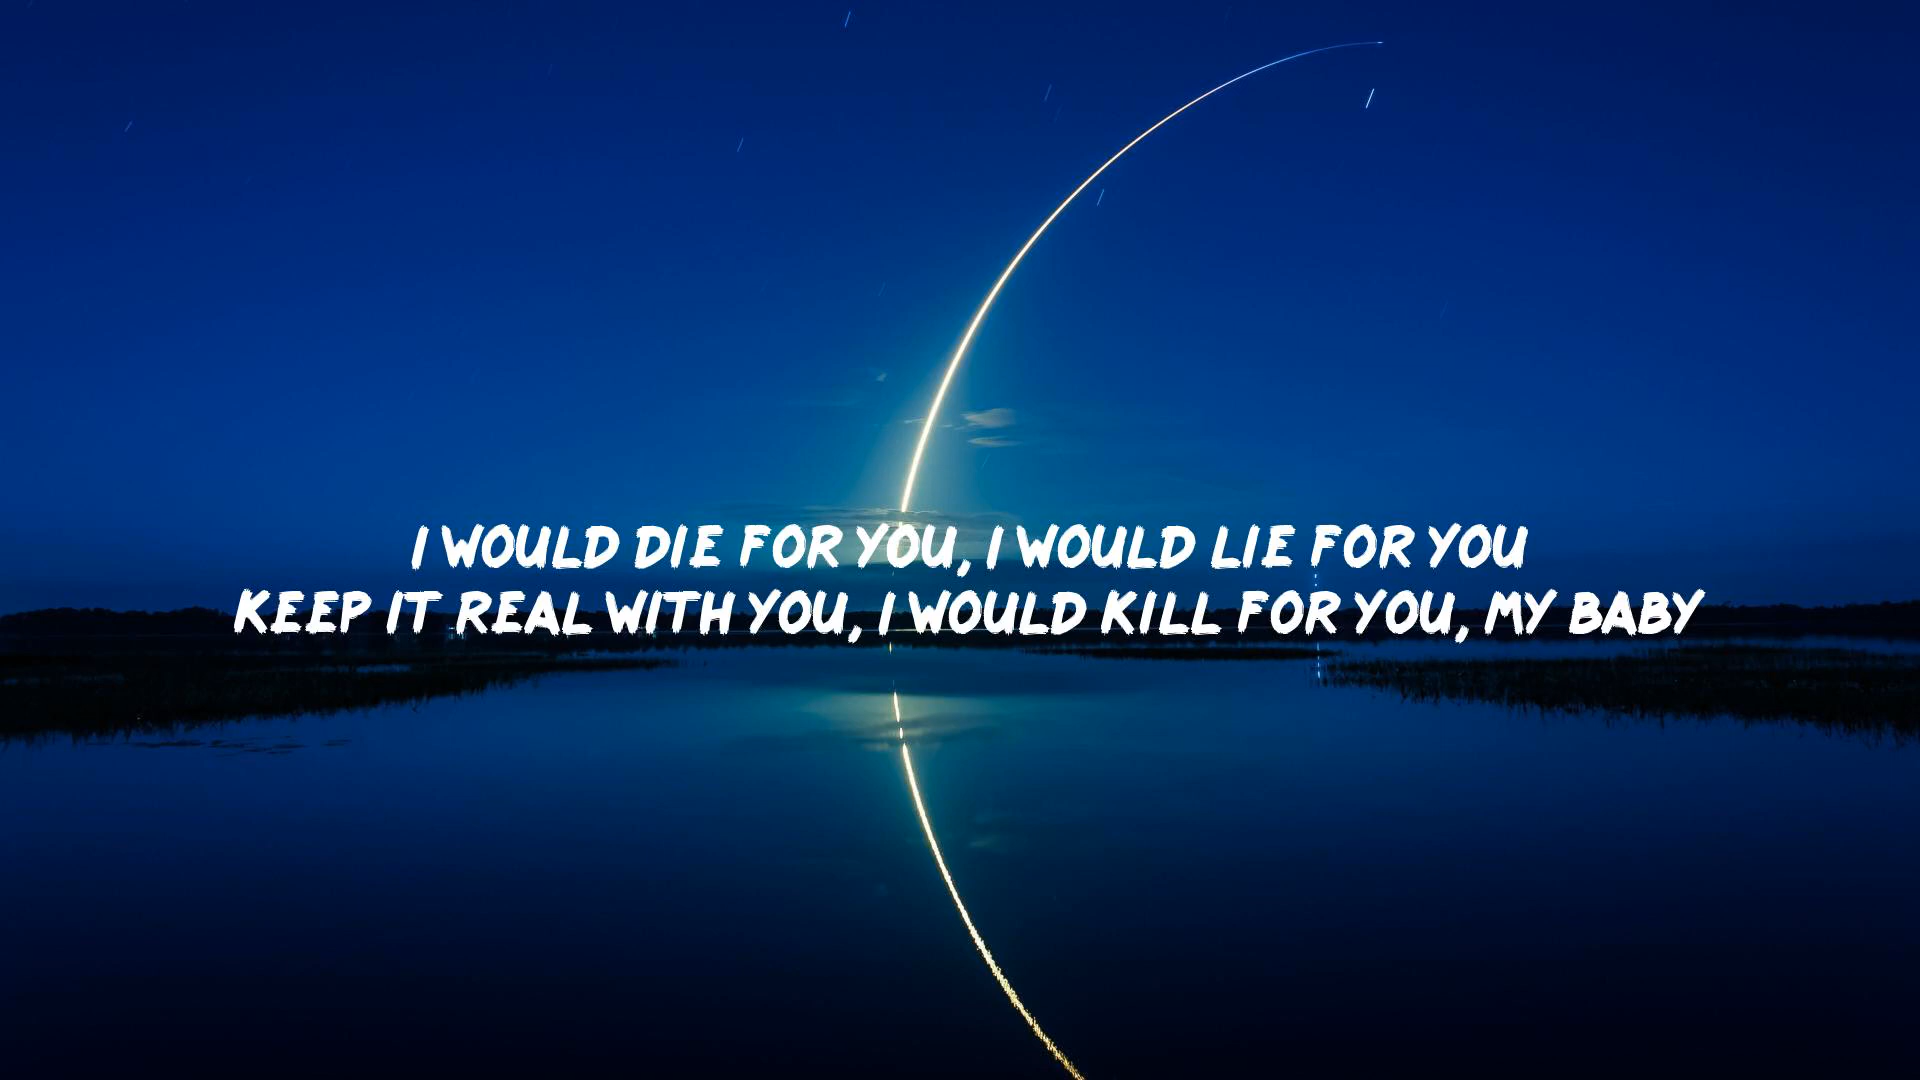 I WOULD DIE FOR YOU, I WOULD LIE FOR YOU
KEEP IT REAL WITH YOU, I WOULD KILL FOR YOU, MY BABY